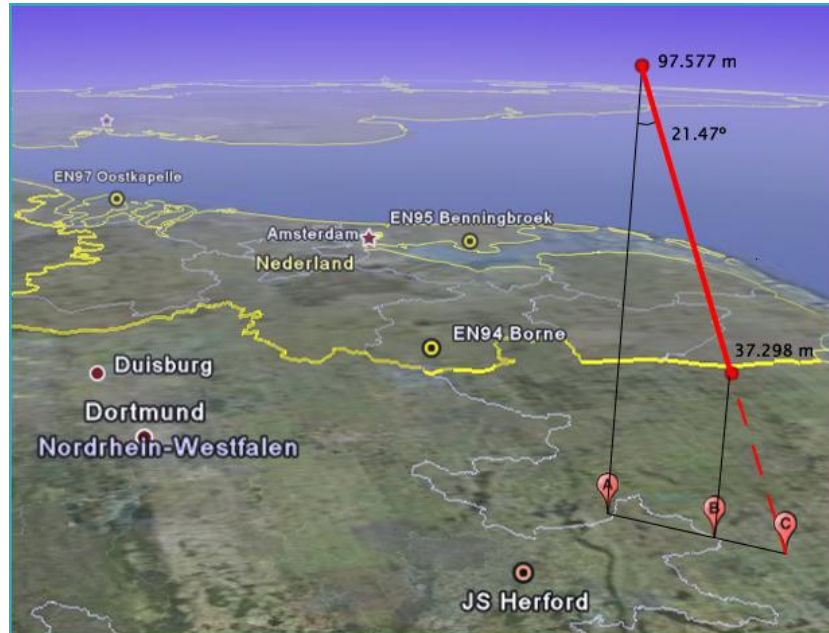 97.577 m
21.47º
EN97 Oostkapelle
EN95 Benningbroek
Amsterdam
Nederland
EN94 Borne
37.298 m
Duisburg
Dortmund
Nordrhein-Westfalen
A
B
C
JS Herford